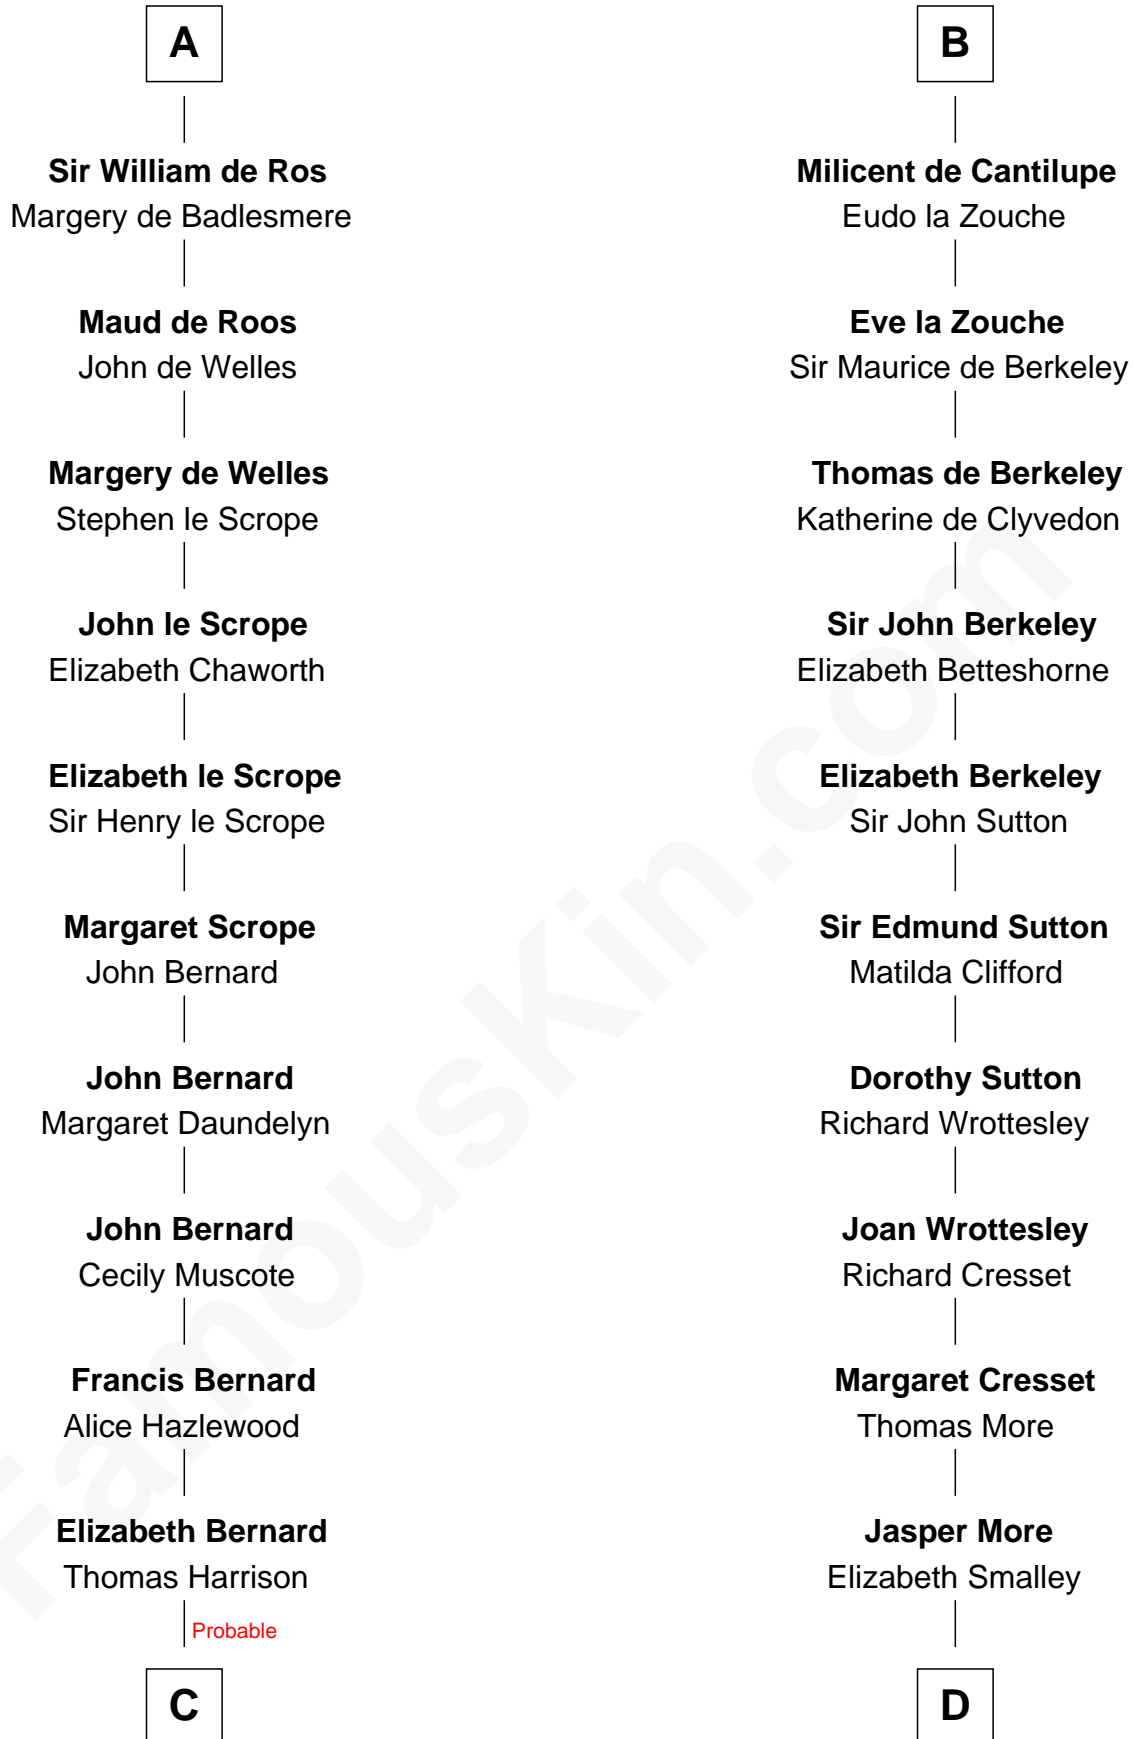 A
Sir William de Ros
Margery de Badlesmere
Maud de Roos
John de Welles
Margery de Welles
Stephen le Scrope
John le Scrope
Elizabeth Chaworth
Elizabeth le Scrope
Sir Henry le Scrope
Margaret Scrope
John Bernard
John Bernard
Margaret Daundelyn
John Bernard
Cecily Muscote
Francis Bernard
Alice Hazlewood
Elizabeth Bernard
Thomas Harrison
Probable
C
B
Milicent de Cantilupe
Eudo la Zouche
Eve la Zouche
Sir Maurice de Berkeley
Thomas de Berkeley
Katherine de Clyvedon
Sir John Berkeley
Elizabeth Betteshorne
Elizabeth Berkeley
Sir John Sutton
Sir Edmund Sutton
Matilda Clifford
Dorothy Sutton
Richard Wrottesley
Joan Wrottesley
Richard Cresset
Margaret Cresset
Thomas More
Jasper More
Elizabeth Smalley
D
FamousKin.com